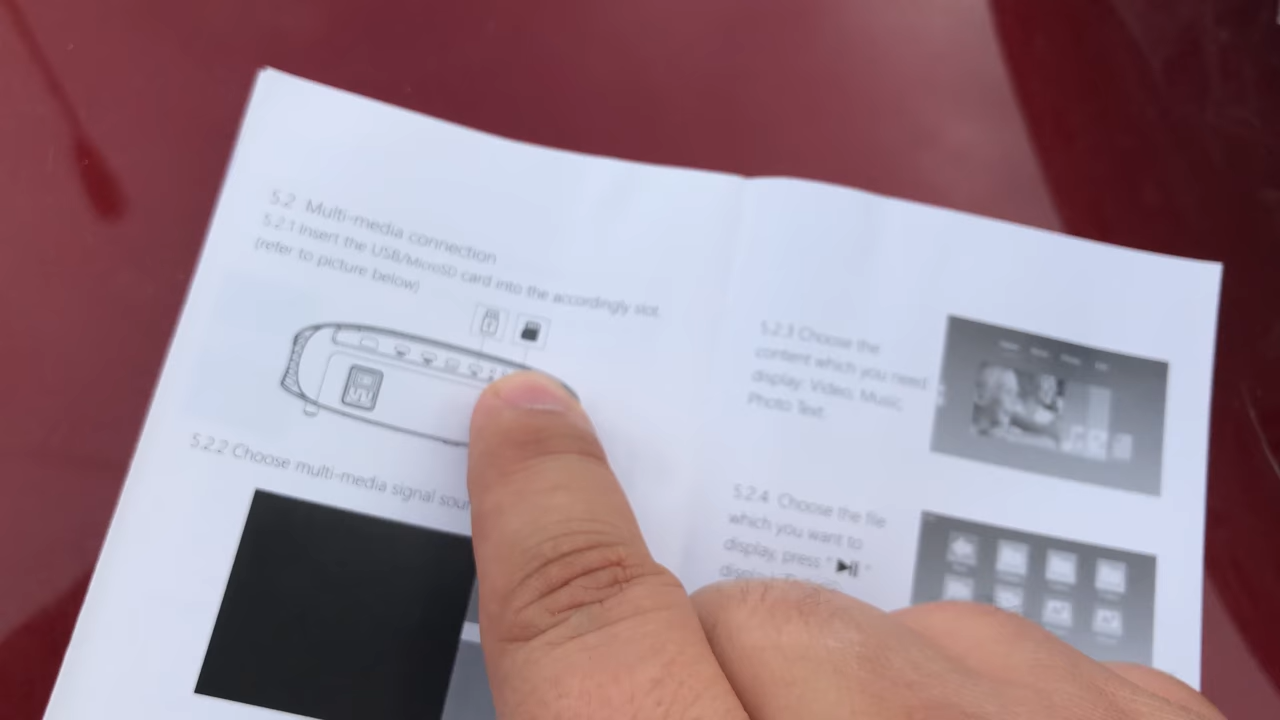 5.2 Multi-media connection
5.2.1 Insert the USB/MicroSD card into the accordingly slot.
(refer to picture below)
5.2.2 Choose multi-media signal
5.2.3 Choose the
content which you need
display: Video, Music,
Photo Text.
5.2.4 Choose the file
which you want to
display, press " ⏯ "